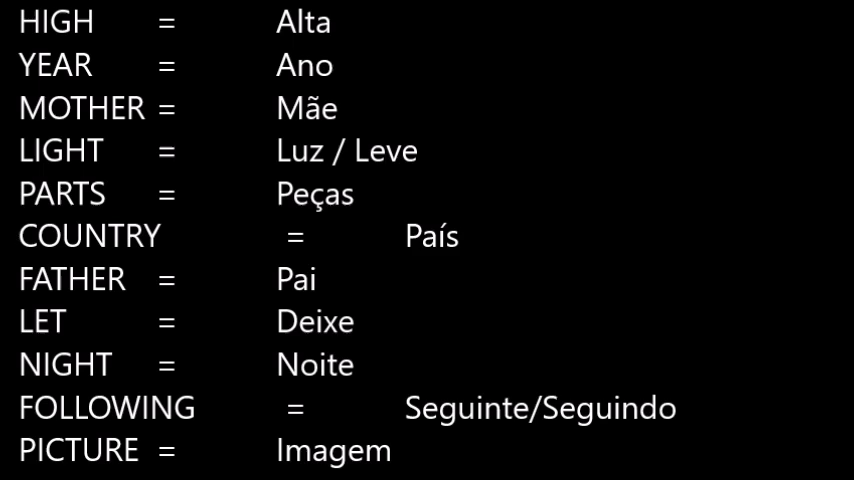 HIGH = Alta
YEAR = Ano
MOTHER = Mãe
LIGHT = Luz / Leve
PARTS = Peças
COUNTRY = País
FATHER = Pai
LET = Deixe
NIGHT = Noite
FOLLOWING = Seguinte/Seguindo
PICTURE = Imagem